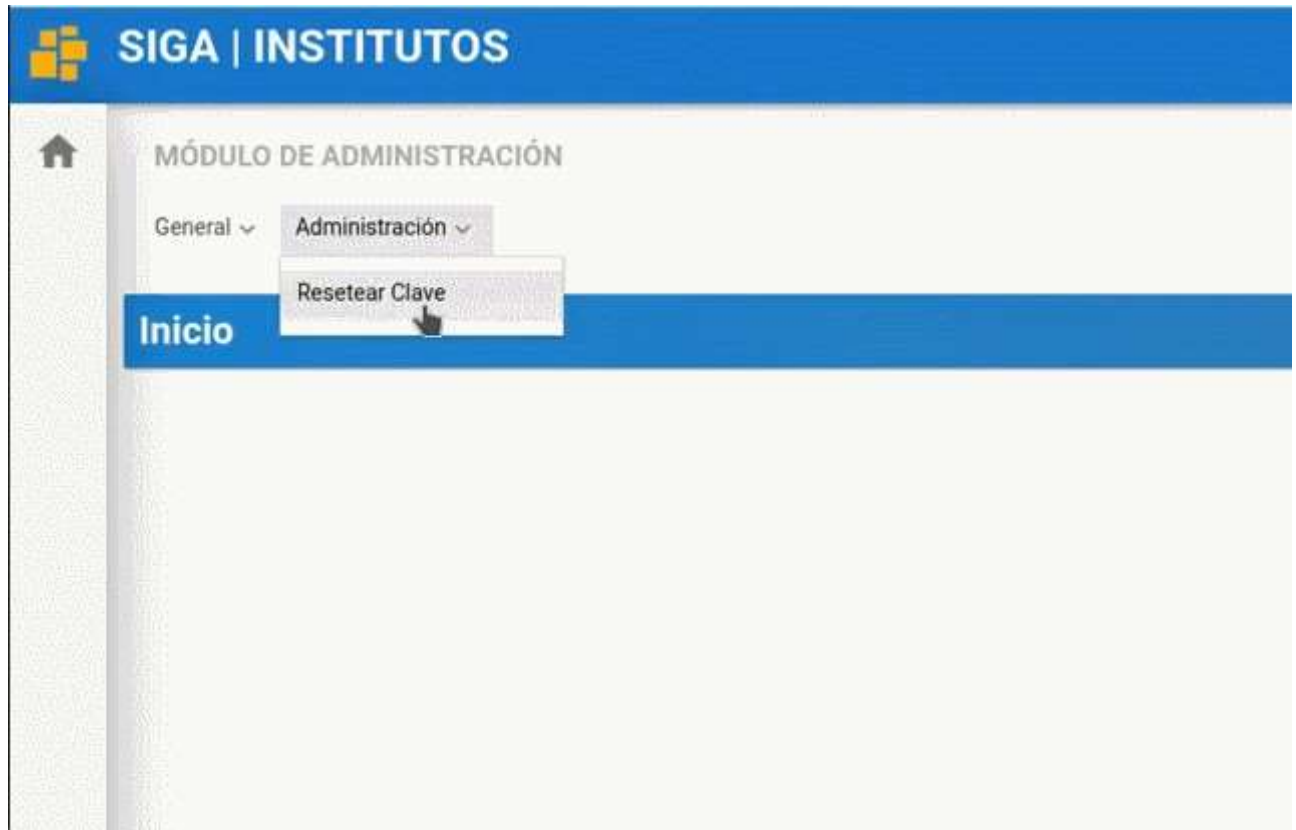 SIGA | INSTITUTOS
MÓDULO DE ADMINISTRACIÓN
General Administración
Resetear Clave
Inicio